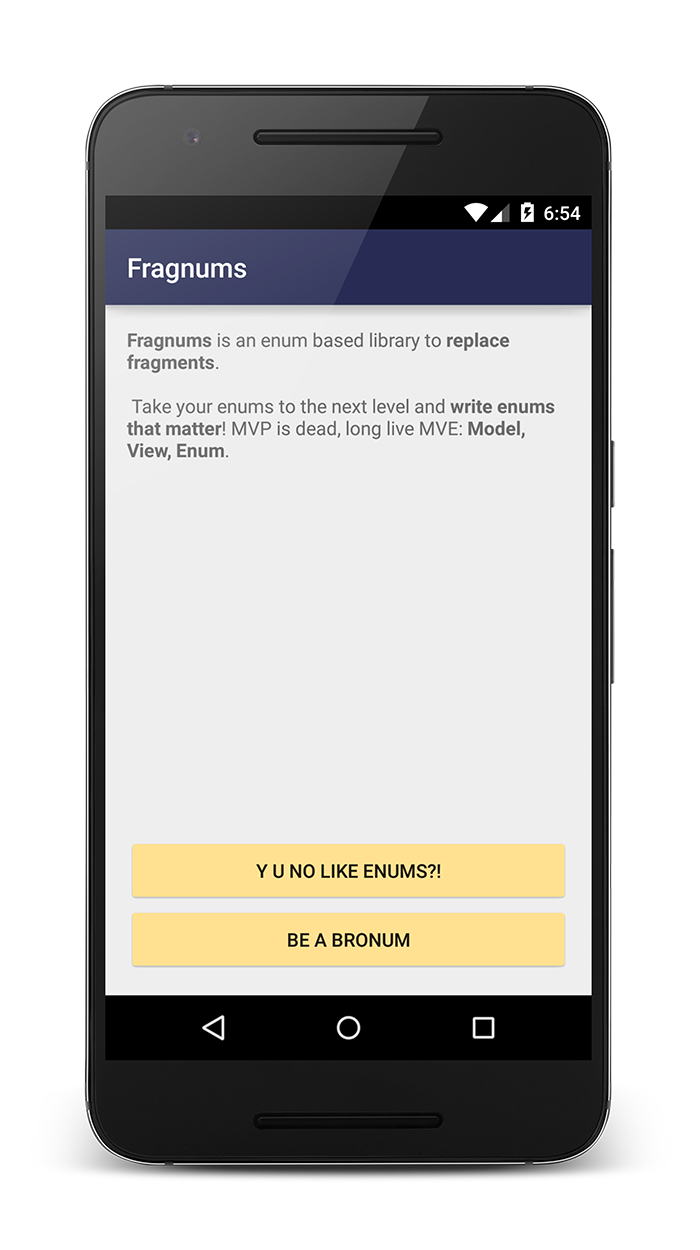 6:54
Fragnums
Fragnums is an enum based library to replace
fragments.
Take your enums to the next level and write enums
that matter! MVP is dead, long live MVE: Model,
View, Enum.
Y U NO LIKE ENUMS?!
BE A BRONUM